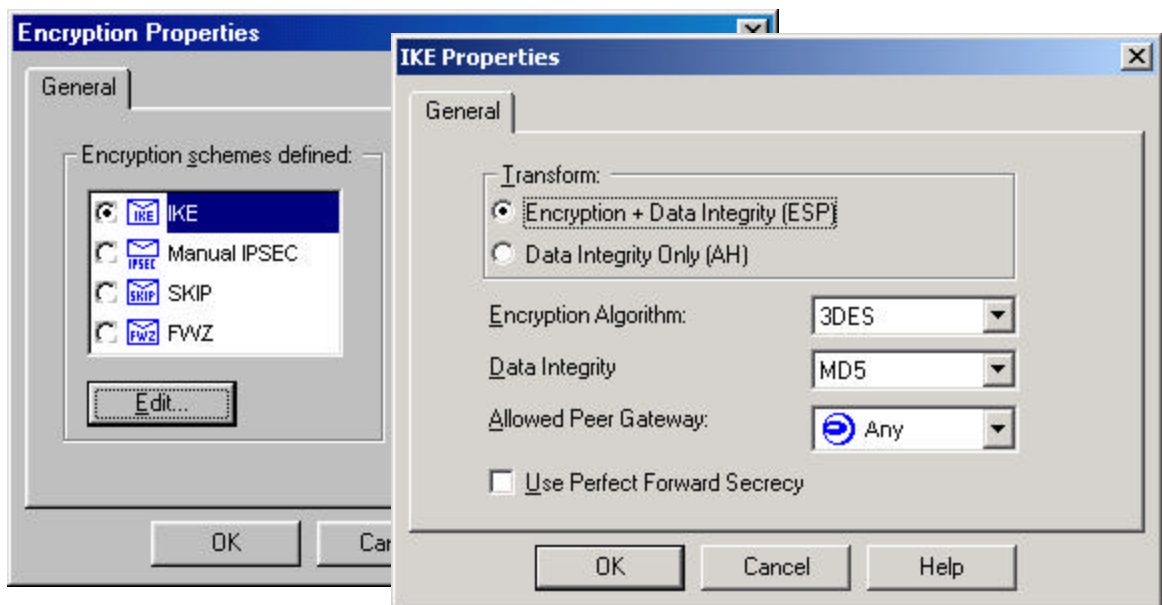 Encryption Properties
General
Encryption schemes defined:
IKE IKE
IPSEC Manual IPSEC
SKIP SKIP
FWZ FWZ
Edit...
OK
IKE Properties
General
Transform:
Encryption + Data Integrity (ESP)
Data Integrity Only (AH)
Encryption Algorithm: 3DES
Data Integrity MD5
Allowed Peer Gateway: Any
Use Perfect Forward Secrecy
OK Cancel Help